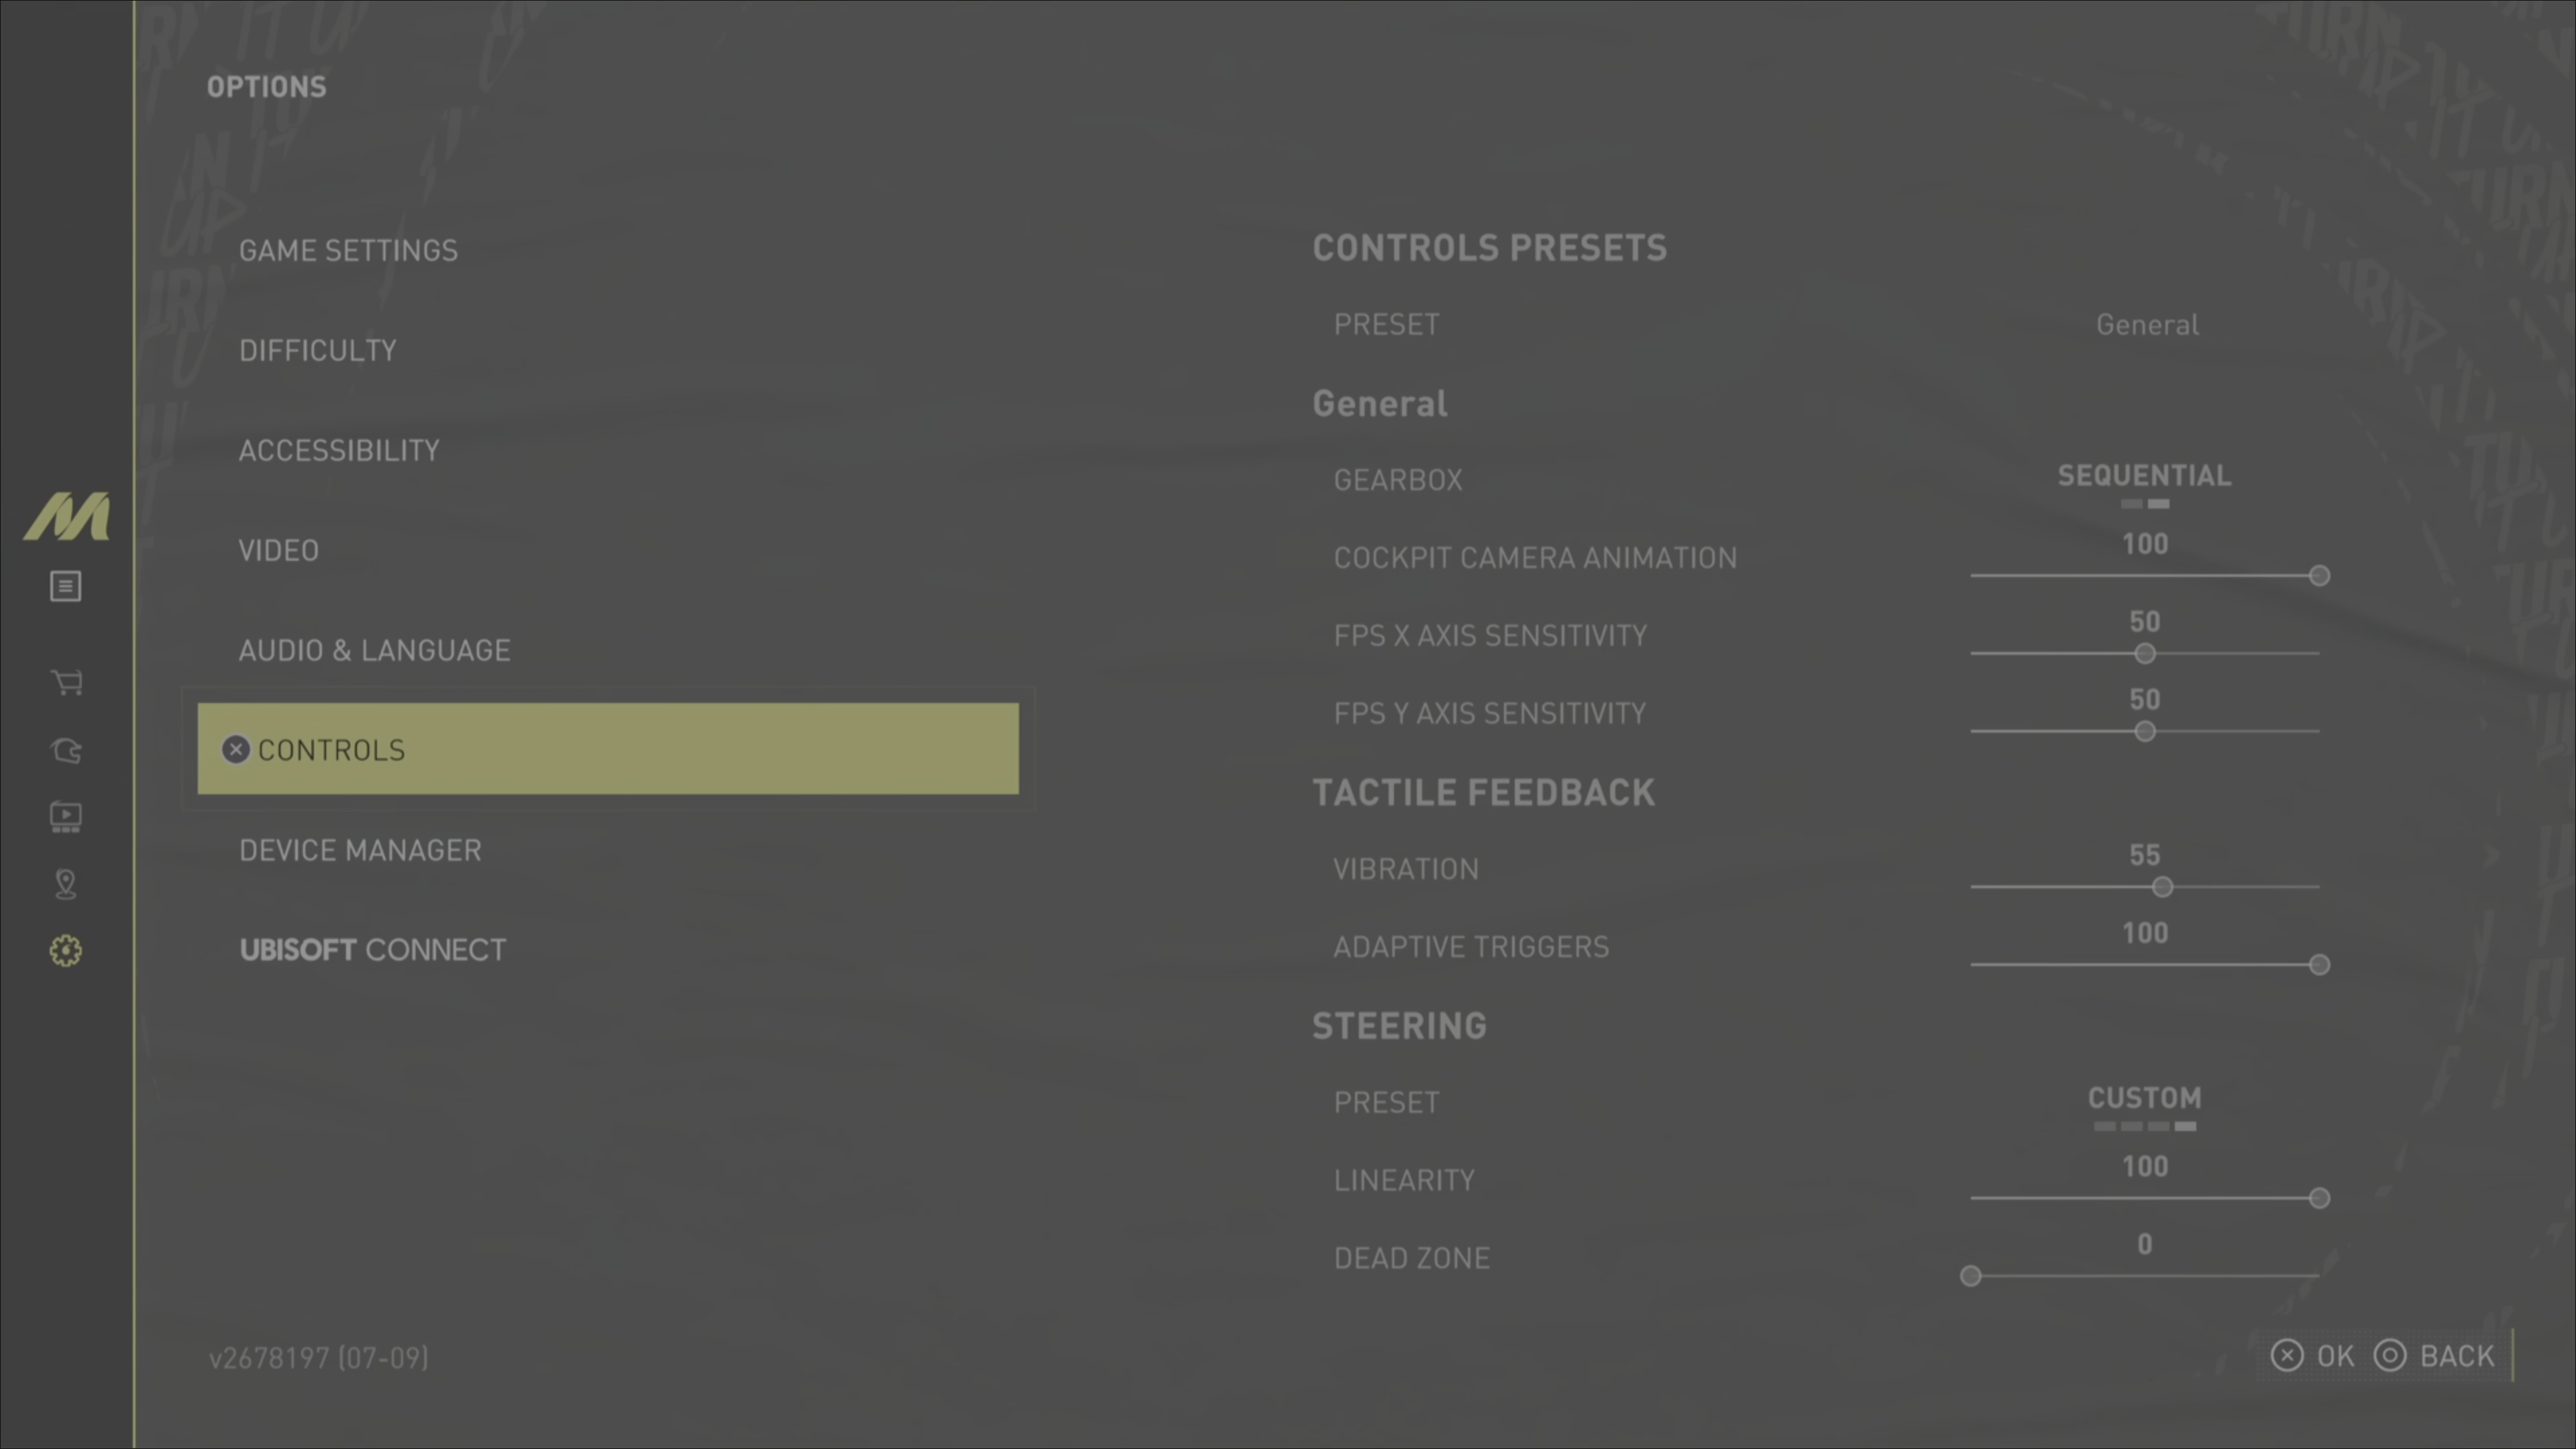 OPTIONS
GAME SETTINGS
DIFFICULTY
ACCESSIBILITY
VIDEO
AUDIO & LANGUAGE
CONTROLS
DEVICE MANAGER
UBISOFT CONNECT
CONTROLS PRESETS
PRESET General
General
GEARBOX SEQUENTIAL
COCKPIT CAMERA ANIMATION 100
FPS X AXIS SENSITIVITY 50
FPS Y AXIS SENSITIVITY 50
TACTILE FEEDBACK
VIBRATION 55
ADAPTIVE TRIGGERS 100
STEERING
PRESET CUSTOM
LINEARITY 100
DEAD ZONE 0
v2678197 (07-09)
OK BACK